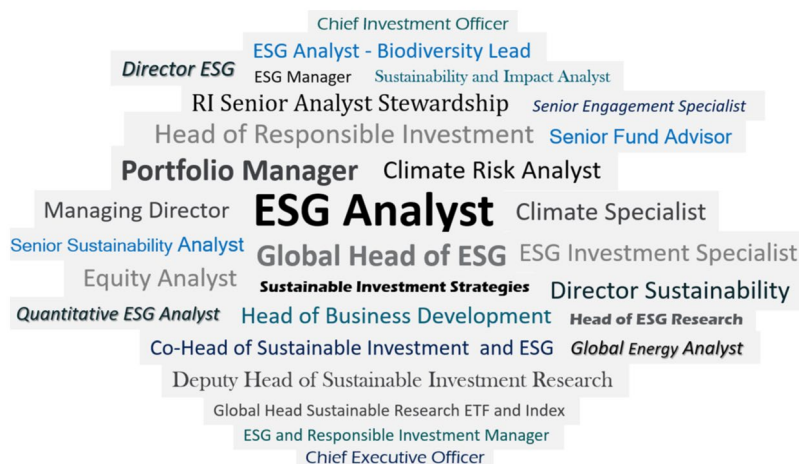 Chief Investment Officer
ESG Analyst - Biodiversity Lead
Director ESG ESG Manager Sustainability and Impact Analyst
RI Senior Analyst Stewardship Senior Engagement Specialist
Head of Responsible Investment Senior Fund Advisor
Portfolio Manager Climate Risk Analyst
Managing Director ESG Analyst Climate Specialist
Senior Sustainability Analyst Global Head of ESG ESG Investment Specialist
Equity Analyst Sustainable Investment Strategies Director Sustainability
Quantitative ESG Analyst Head of Business Development Head of ESG Research
Co-Head of Sustainable Investment and ESG Global Energy Analyst
Deputy Head of Sustainable Investment Research
Global Head Sustainable Research ETF and Index
ESG and Responsible Investment Manager
Chief Executive Officer